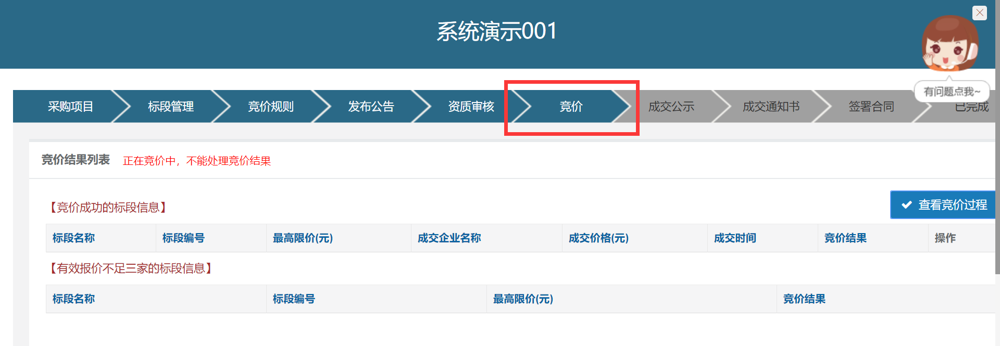 系统演示001
有问题点我~
采购项目
标段管理
竞价规则
发布公告
资质审核
竞价
成交公示
成交通知书
签署合同
已完成
竞价结果列表 正在竞价中，不能处理竞价结果
查看竞价过程
【竞价成功的标段信息】
标段名称 标段编号 最高限价(元) 成交企业名称 成交价格(元) 成交时间 竞价结果 操作
【有效报价不足三家的标段信息】
标段名称 标段编号 最高限价(元) 竞价结果